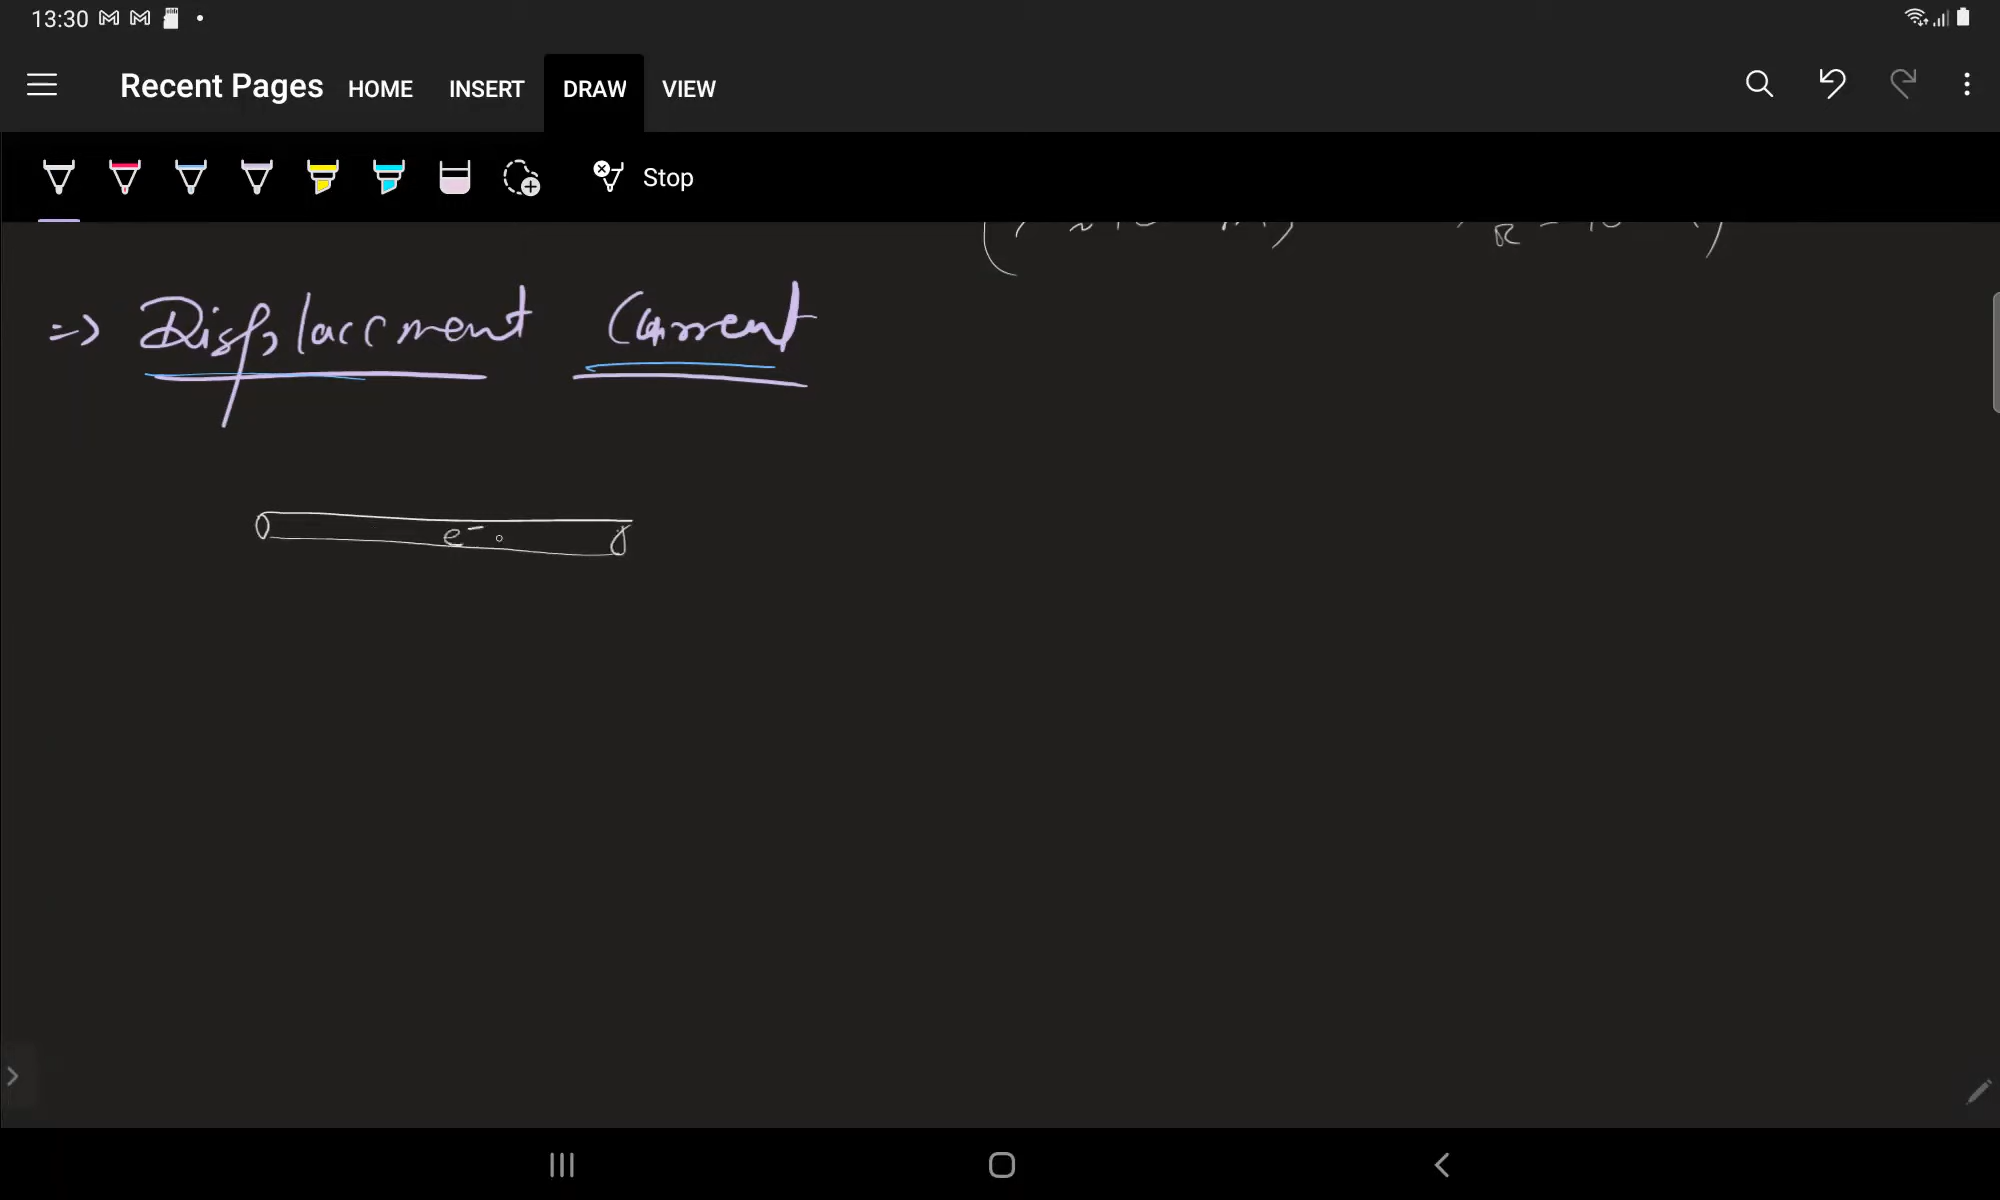 13:30
Recent Pages HOME INSERT DRAW VIEW
Stop
=> Displacement Current
e⁻